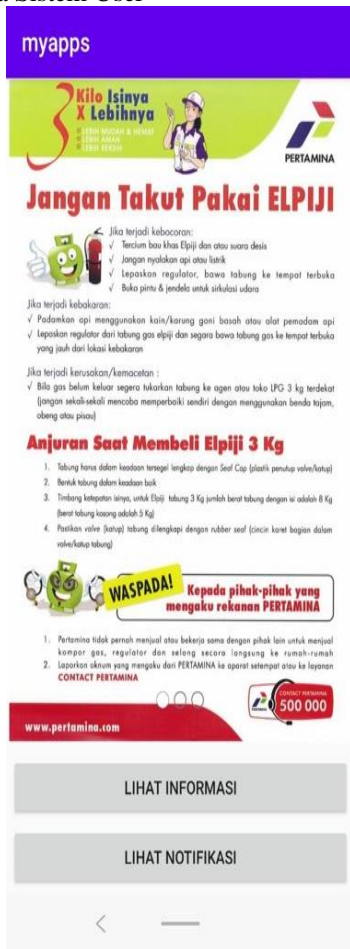 a Sistem User
myapps
3 Kilo Isinya
X Lebihnya
LEBIH MUDAH & HEMAT
LEBIH AMAN
LEBIH BERSIH
PERTAMINA
Jangan Takut Pakai ELPIJI
Jika terjadi kebocoran:
√ Tercium bau khas Elpiji dan atau suara desis
√ Jangan nyalakan api atau listrik
√ Lepaskan regulator, bawa tabung ke tempat terbuka
√ Buka pintu & jendela untuk sirkulasi udara
Jika terjadi kebakaran:
√ Padamkan api menggunakan kain/karung goni basah atau alat pemadam api
√ Lepaskan regulator dari tabung gas elpiji dan segara bawa tabung gas ke tempat terbuka
yang jauh dari lokasi kebakaran
Jika terjadi kerusakan/kemacetan :
√ Bila gas belum keluar segera tukarkan tabung ke agen atau toko LPG 3 kg terdekat
(jangan sekali-sekali mencoba memperbaiki sendiri dengan menggunakan benda tajam,
obeng atau pisau)
Anjuran Saat Membeli Elpiji 3 Kg
1. Tabung harus dalam keadaan tersegel lengkap dengan Seal Cap (plastik penutup valve/katup)
2. Bentuk tabung dalam keadaan baik
3. Timbang ketepatan isinya, untuk Elpiji tabung 3 Kg jumlah berat tabung dengan isi adalah 8 Kg
(berat tabung kosong adalah 5 Kg)
4. Pastikan valve (katup) tabung dilengkapi dengan rubber seal (cincin karet bagian dalam
valve/katup tabung)
WASPADA!
Kepada pihak-pihak yang
mengaku rekanan PERTAMINA
1. Pertamina tidak pernah menjual atau bekerja sama dengan pihak lain untuk menjual
kompor gas, regulator dan selang secara langsung ke rumah-rumah
2. Laporkan oknum yang mengaku dari PERTAMINA ke aparat setempat atau ke layanan
CONTACT PERTAMINA
CONTACT PERTAMINA
500 000
www.pertamina.com
LIHAT INFORMASI
LIHAT NOTIFIKASI